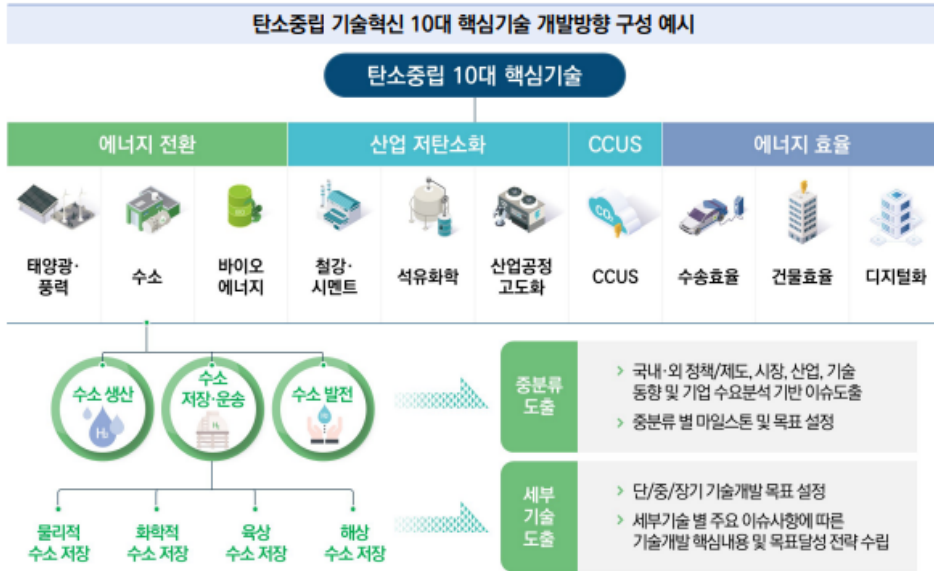 탄소중립 기술혁신 10대 핵심기술 개발방향 구성 예시
탄소중립 10대 핵심기술
에너지 전환
산업 저탄소화
CCUS
에너지 효율
CO₂
태양광·
풍력
수소
바이오
에너지
철강·
시멘트
석유화학
산업공정
고도화
CCUS
수송효율
건물효율
디지털화
수소 생산
H₂
수소
저장·운송
H₂
수소 발전
H₂
중분류
도출
› 국내·외 정책/제도, 시장, 산업, 기술
동향 및 기업 수요분석 기반 이슈도출
› 중분류 별 마일스톤 및 목표 설정
물리적
수소 저장
화학적
수소 저장
육상
수소 저장
해상
수소 저장
세부
기술
도출
› 단/중/장기 기술개발 목표 설정
› 세부기술 별 주요 이슈사항에 따른
기술개발 핵심내용 및 목표달성 전략 수립